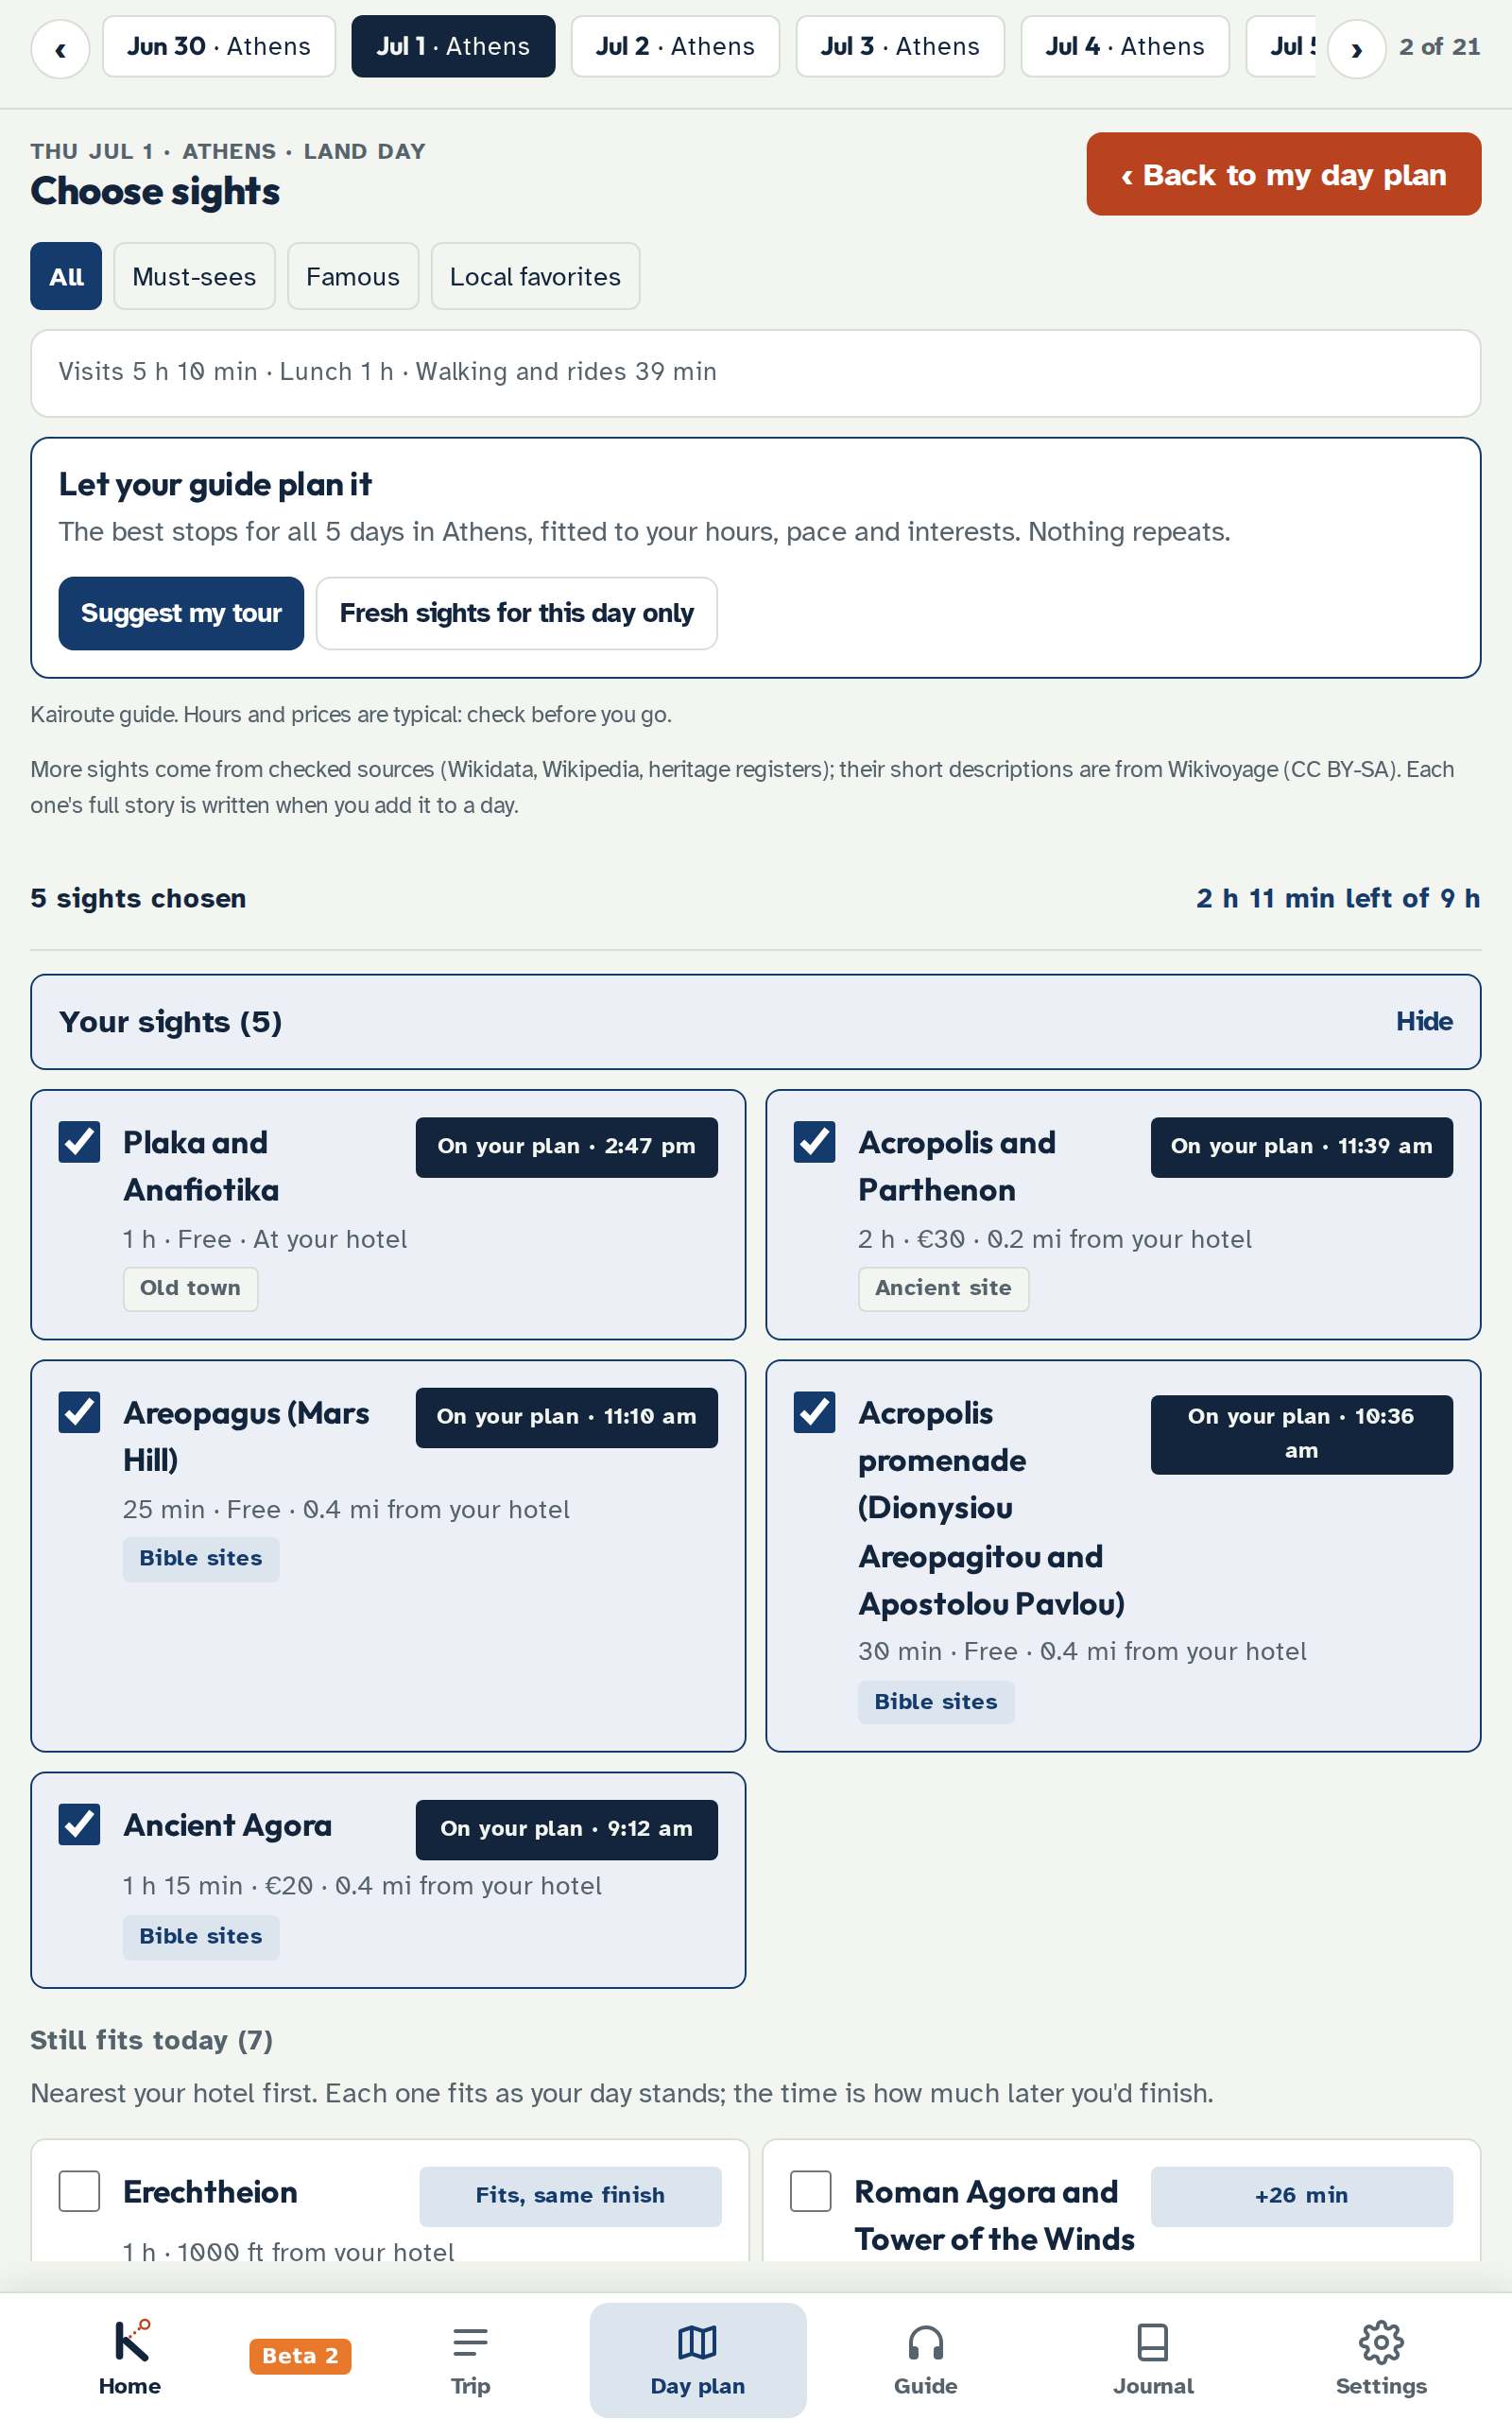 ‹
Jun 30 · Athens
Jul 1 · Athens
Jul 2 · Athens
Jul 3 · Athens
Jul 4 · Athens
Jul 5
›
2 of 21
THU JUL 1 · ATHENS · LAND DAY
Choose sights
‹ Back to my day plan
All
Must-sees
Famous
Local favorites
Visits 5 h 10 min · Lunch 1 h · Walking and rides 39 min
Let your guide plan it
The best stops for all 5 days in Athens, fitted to your hours, pace and interests. Nothing repeats.
Suggest my tour
Fresh sights for this day only
Kairoute guide. Hours and prices are typical: check before you go.
More sights come from checked sources (Wikidata, Wikipedia, heritage registers); their short descriptions are from Wikivoyage (CC BY-SA). Each
one's full story is written when you add it to a day.
5 sights chosen
2 h 11 min left of 9 h
Your sights (5)
Hide
Plaka and
Anafiotika
On your plan · 2:47 pm
1 h · Free · At your hotel
Old town
Acropolis and
Parthenon
On your plan · 11:39 am
2 h · €30 · 0.2 mi from your hotel
Ancient site
Areopagus (Mars
Hill)
On your plan · 11:10 am
25 min · Free · 0.4 mi from your hotel
Bible sites
Acropolis
promenade
(Dionysiou
Areopagitou and
Apostolou Pavlou)
On your plan · 10:36
am
30 min · Free · 0.4 mi from your hotel
Bible sites
Ancient Agora
On your plan · 9:12 am
1 h 15 min · €20 · 0.4 mi from your hotel
Bible sites
Still fits today (7)
Nearest your hotel first. Each one fits as your day stands; the time is how much later you'd finish.
Erechtheion
Fits, same finish
1 h · 1000 ft from your hotel
Roman Agora and
Tower of the Winds
+26 min
Home
Beta 2
Trip
Day plan
Guide
Journal
Settings